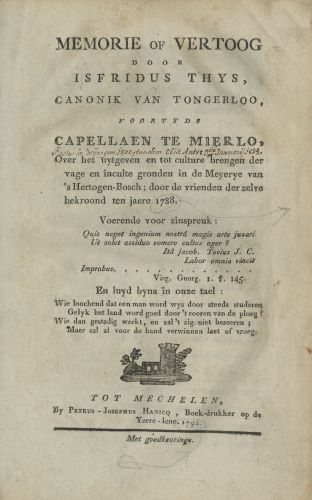 MEMORIE OF VERTOOG
DOOR
ISFRIDUS THYS,
CANONIK VAN TONGERLOO,
VOORTYDS
CAPELLAEN TE MIERLO,
Over het uytgeven en tot culture brengen der
vage en inculte gronden in de Meyerye van
's Hertogen-Bosch; door de vrienden der zelve
bekroond ten jaere 1788.
Voerende voor zinspreuk:
Quis neget ingenium nostrâ magis arte juvari
Ut solet assiduo vomere cultus ager?
Itd jacob. Tevius J. C.
Labor omnia vincit
Improbus. . . . . . . . . . .
Virg. Georg. 1. ℣. 145.
En luyd byna in onze tael:
Wie loochend dat een man word wys door steeds studeren
Gelyk het land word goed door 't roeren van de ploeg?
Wie dan gestadig werkt, en zal 't zig niet bezeeren;
Maer zal al voor de hand verwinnen laet of vroeg.
TOT MECHELEN,
By PETRUS-JOSEPHUS HANICQ, Boek-drukker op de
Yzere-lene. 1792.
Met goedkeuringe.